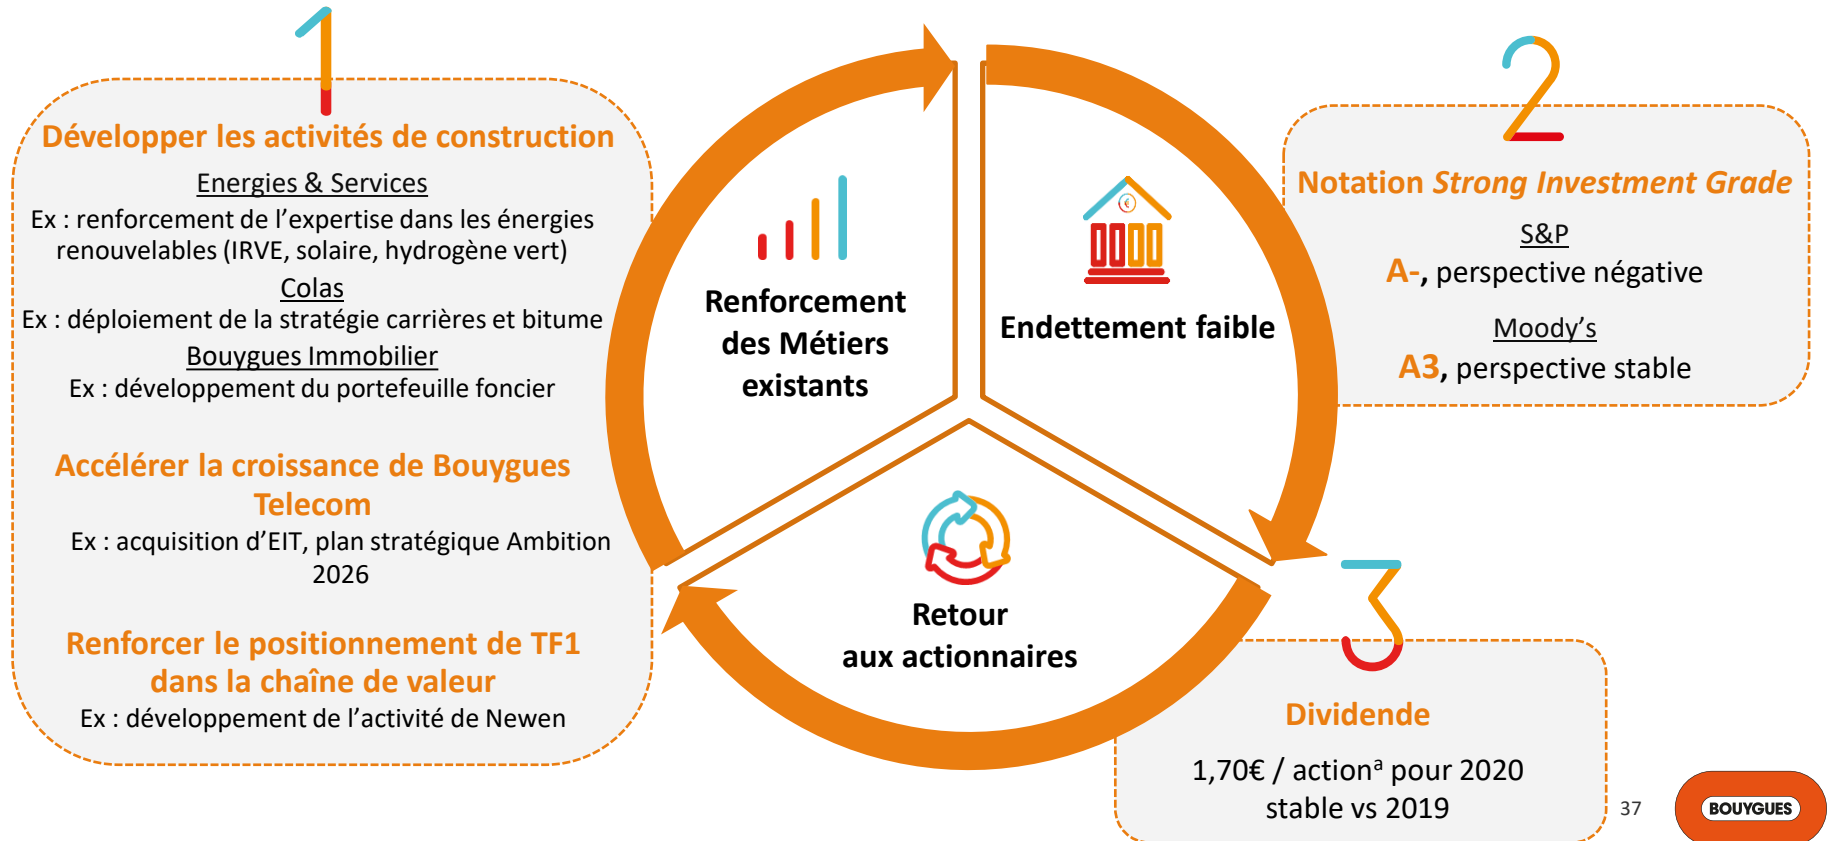 1
Développer les activités de construction
Energies & Services
Ex : renforcement de l’expertise dans les énergies
renouvelables (IRVE, solaire, hydrogène vert)
Colas
Ex : déploiement de la stratégie carrières et bitume
Bouygues Immobilier
Ex : développement du portefeuille foncier
Accélérer la croissance de Bouygues
Telecom
Ex : acquisition d’EIT, plan stratégique Ambition
2026
Renforcer le positionnement de TF1
dans la chaîne de valeur
Ex : développement de l’activité de Newen
Renforcement
des Métiers
existants
€
Endettement faible
Retour
aux actionnaires
2
Notation Strong Investment Grade
S&P
A-, perspective négative
Moody’s
A3, perspective stable
3
Dividende
1,70€ / actionᵃ pour 2020
stable vs 2019
37
BOUYGUES